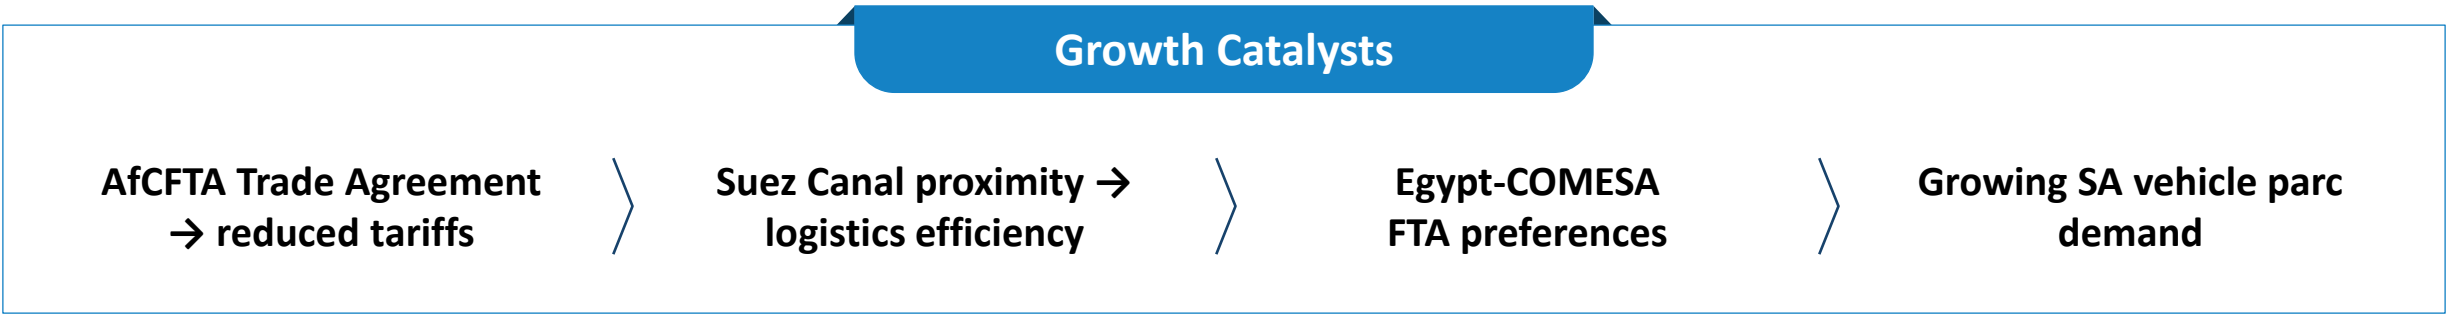 Growth Catalysts
AfCFTA Trade Agreement
→ reduced tariffs
Suez Canal proximity →
logistics efficiency
Egypt-COMESA
FTA preferences
Growing SA vehicle parc
demand